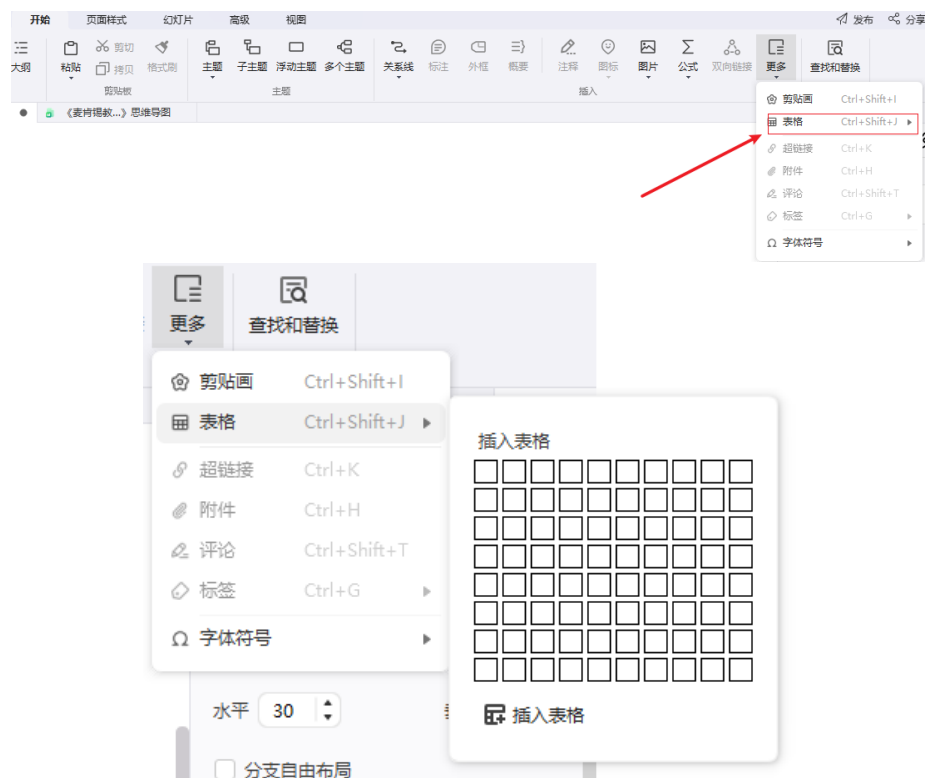 开始 页面样式 幻灯片 高级 视图 发布 分享
大纲 粘贴 剪切 拷贝 格式刷 主题 子主题 浮动主题 多个主题 关系线 标注 外框 概要 注释 图标 图片 公式 双向链接 更多 查找和替换
剪贴板 主题 插入
《麦肯锡教...》思维导图
剪贴画 Ctrl+Shift+I
表格 Ctrl+Shift+J
超链接 Ctrl+K
附件 Ctrl+H
评论 Ctrl+Shift+T
标签 Ctrl+G
字体符号
更多 查找和替换
剪贴画 Ctrl+Shift+I
表格 Ctrl+Shift+J
超链接 Ctrl+K
附件 Ctrl+H
评论 Ctrl+Shift+T
标签 Ctrl+G
字体符号
插入表格
插入表格
水平 30
分支自由布局